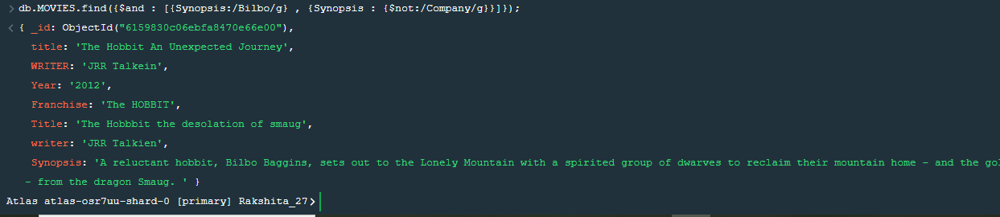 > db.MOVIES.find({$and : [{Synopsis:/Bilbo/g} , {Synopsis : {$not:/Company/g}}]});
< { _id: ObjectId("6159830c06ebfa8470e66e00"),
title: 'The Hobbit An Unexpected Journey',
WRITER: 'JRR Talkein',
Year: '2012',
Franchise: 'The HOBBIT',
Title: 'The Hobbbit the desolation of smaug',
writer: 'JRR Talkien',
Synopsis: 'A reluctant hobbit, Bilbo Baggins, sets out to the Lonely Mountain with a spirited group of dwarves to reclaim their mountain home - and the gol
- from the dragon Smaug. ' }
Atlas atlas-osr7uu-shard-0 [primary] Rakshita_27>